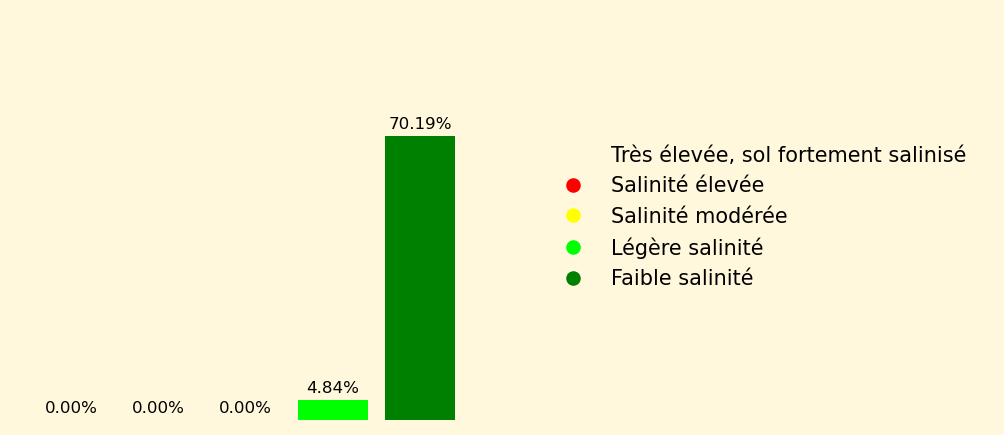 70.19%
4.84%
0.00%
0.00%
0.00%
Très élevée, sol fortement salinisé
Salinité élevée
Salinité modérée
Légère salinité
Faible salinité